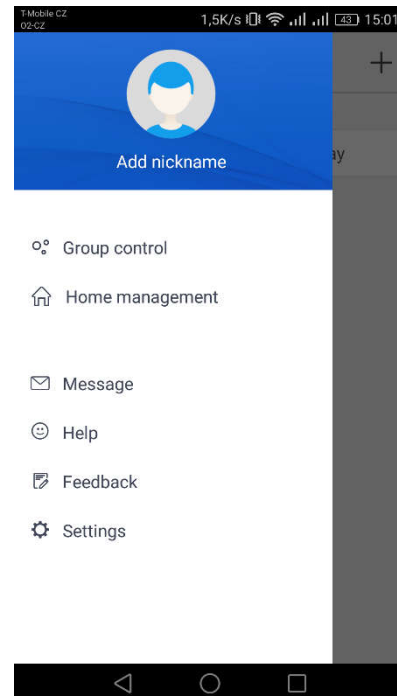 T-Mobile CZ
O2-CZ
1,5K/s 43 15:01
Add nickname
ay
Group control
Home management
Message
Help
Feedback
Settings